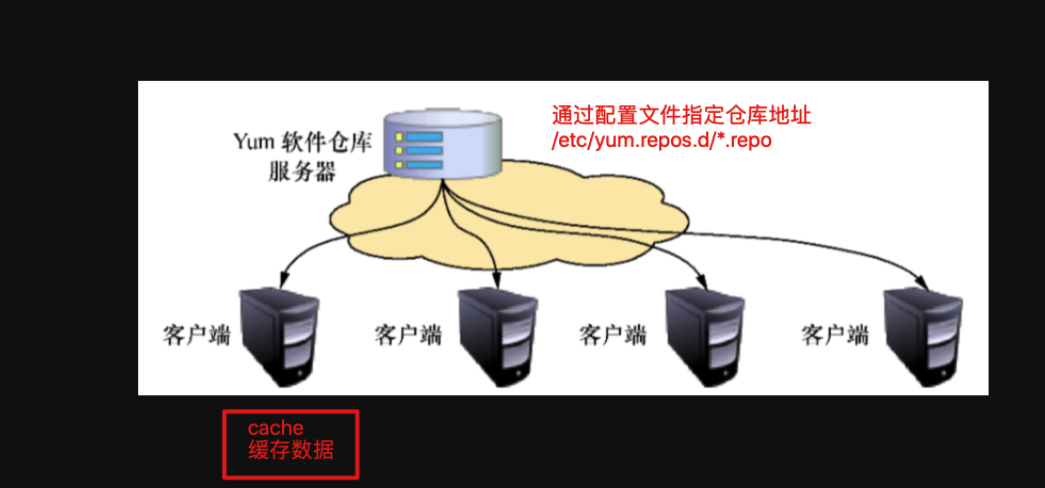 通过配置文件指定仓库地址
/etc/yum.repos.d/*.repo
Yum 软件仓库
服务器
客户端
客户端
客户端
客户端
cache
缓存数据